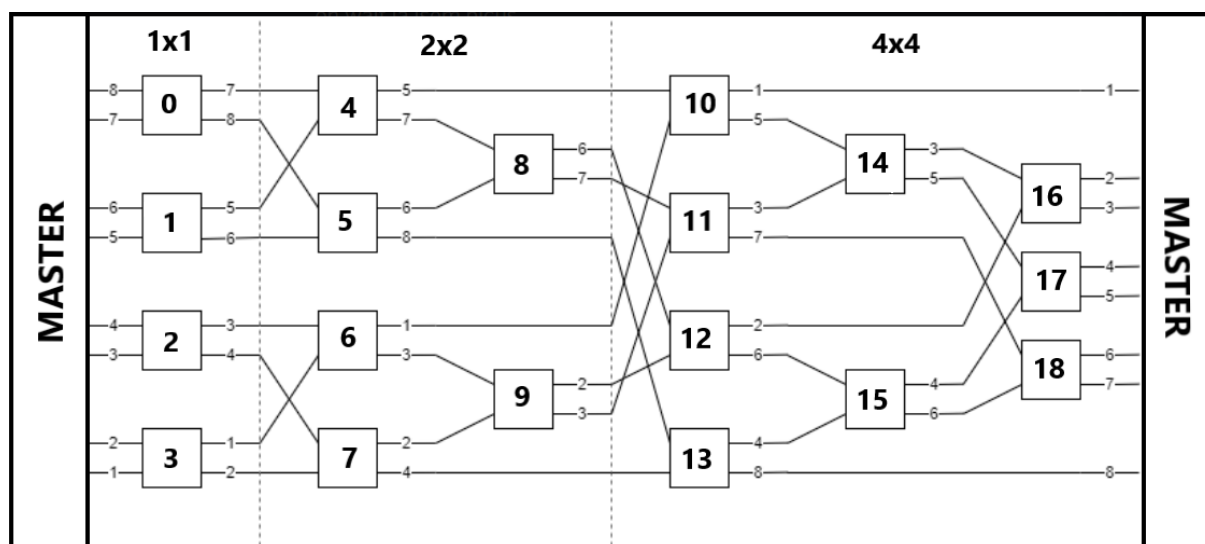 1x1 2x2 4x4
8 0 7 4 5 10 1 1
7 8 7 5
8 6 14 3
7 5 16 2
3
6 1 5 5 6 11 3
5 6 8 7
17 4
5
4 2 3 6 1 12 2
3 4 3 6 18 6
7
9 2 15 4
3 6
2 3 1 7 2 13 4
1 2 4 8 8
MASTER
MASTER